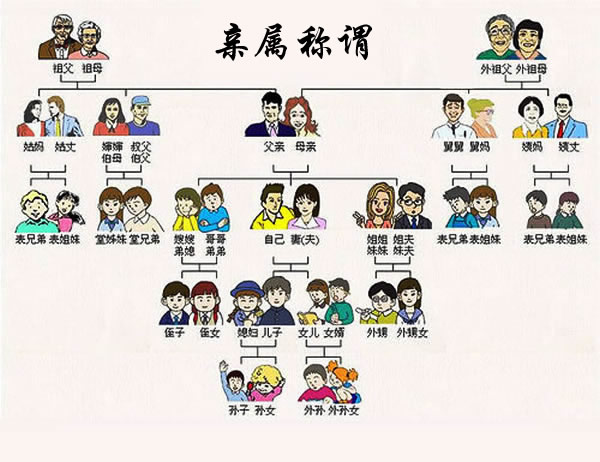 亲属称谓
祖父 祖母
外祖父 外祖母
姑妈 姑丈
婶婶 叔父
伯母 伯父
父亲 母亲
舅舅 舅妈
姨妈 姨丈
表兄弟 表姐妹
堂姊妹 堂兄弟
嫂嫂 哥哥
弟媳 弟弟
自己 妻(夫)
姐姐 姐夫
妹妹 妹夫
表兄弟 表姐妹
表兄弟 表姐妹
侄子 侄女
媳妇 儿子
女儿 女婿
外甥 外甥女
孙子 孙女
外孙 外孙女